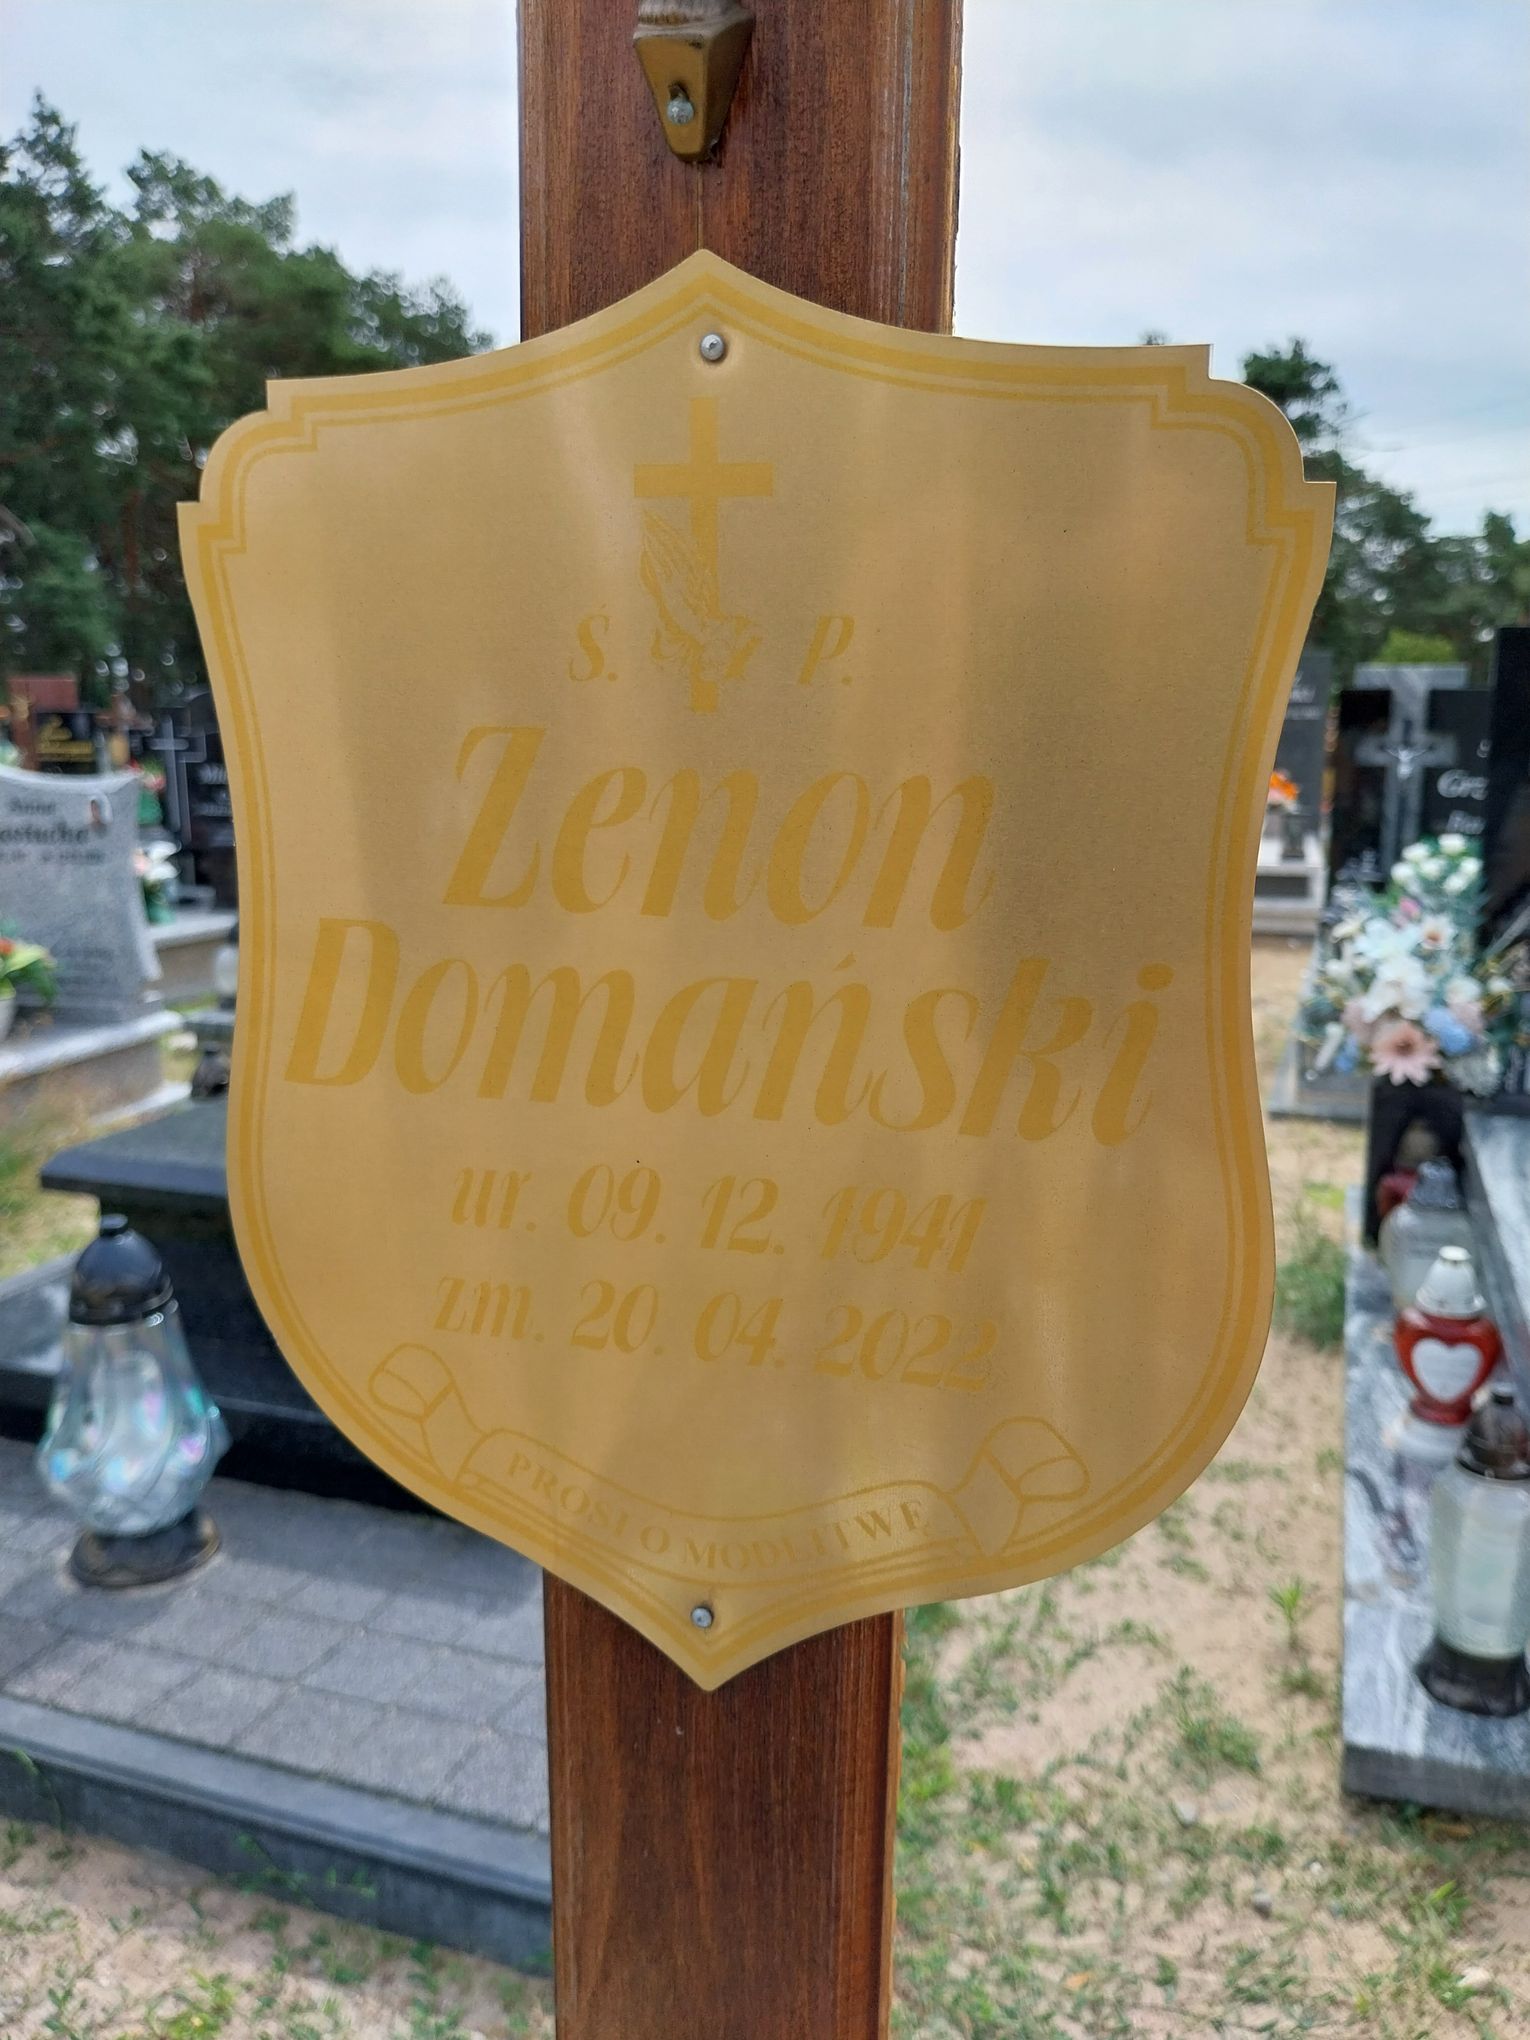 Ś. P.
Zenon
Domański
ur. 09. 12. 1941
zm. 20. 04. 2022
PROSI O MODLITWĘ